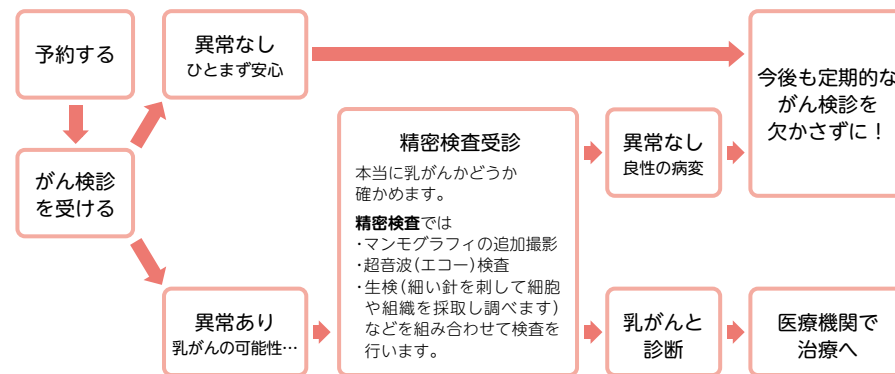 予約する
がん検診
を受ける
異常なし
ひとまず安心
異常あり
乳がんの可能性…
精密検査受診
本当に乳がんかどうか
確かめます。
精密検査では
・マンモグラフィの追加撮影
・超音波(エコー)検査
・生検(細い針を刺して細胞
や組織を採取し調べます)
などを組み合わせて検査を
行います。
異常なし
良性の病変
乳がんと
診断
今後も定期的な
がん検診を
欠かさずに！
医療機関で
治療へ